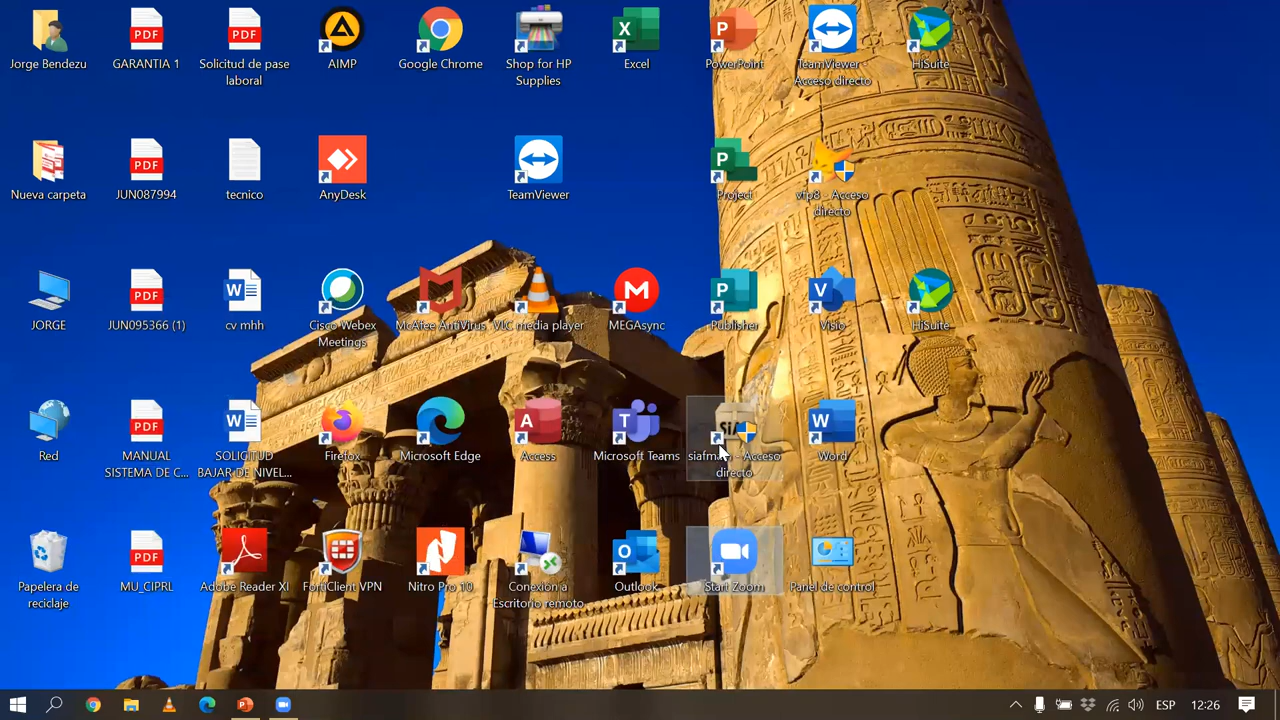 Jorge Bendezu
GARANTIA 1
Solicitud de pase
laboral
AIMP
Google Chrome
Shop for HP
Supplies
Excel
PowerPoint
TeamViewer -
Acceso directo
HiSuite
Nueva carpeta
JUN087994
tecnico
AnyDesk
TeamViewer
Project
vfp8 - Acceso
directo
JORGE
JUN095366 (1)
cv mhh
Cisco Webex
Meetings
McAfee AntiVirus
VLC media player
MEGAsync
Publisher
Visio
HiSuite
Red
MANUAL
SISTEMA DE C...
SOLICITUD
BAJAR DE NIVEL...
Firefox
Microsoft Edge
Access
Microsoft Teams
- Acceso
directo
Word
Papelera de
reciclaje
MU_CIPRL
Adobe Reader XI
FortiClient VPN
Nitro Pro 10
Conexión a
Escritorio remoto
Outlook
Start Zoom
Panel de control
ESP
12:26